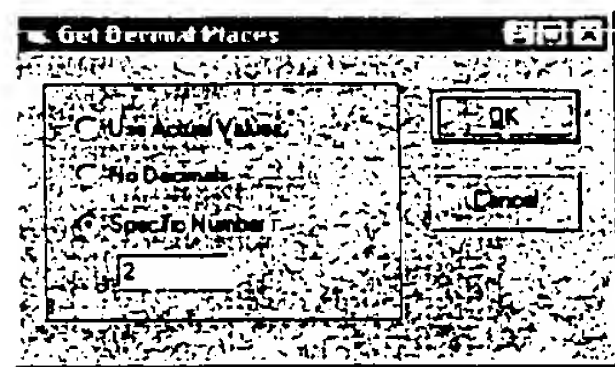 Get Decimal Places
Use Actual Values
OK
No Decimals
Cancel
Specific Number
2